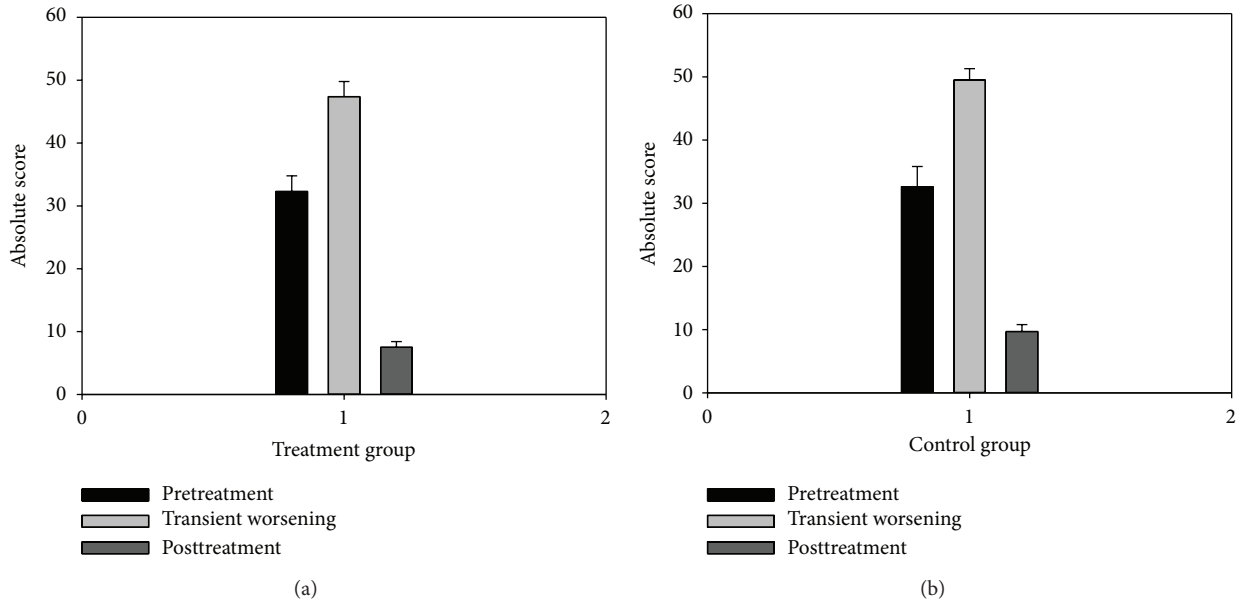 60
50
40
30
20
10
0
Absolute score
0
1
2
Treatment group
Pretreatment
Transient worsening
Posttreatment
(a)
60
50
40
30
20
10
0
Absolute score
0
1
2
Control group
Pretreatment
Transient worsening
Posttreatment
(b)